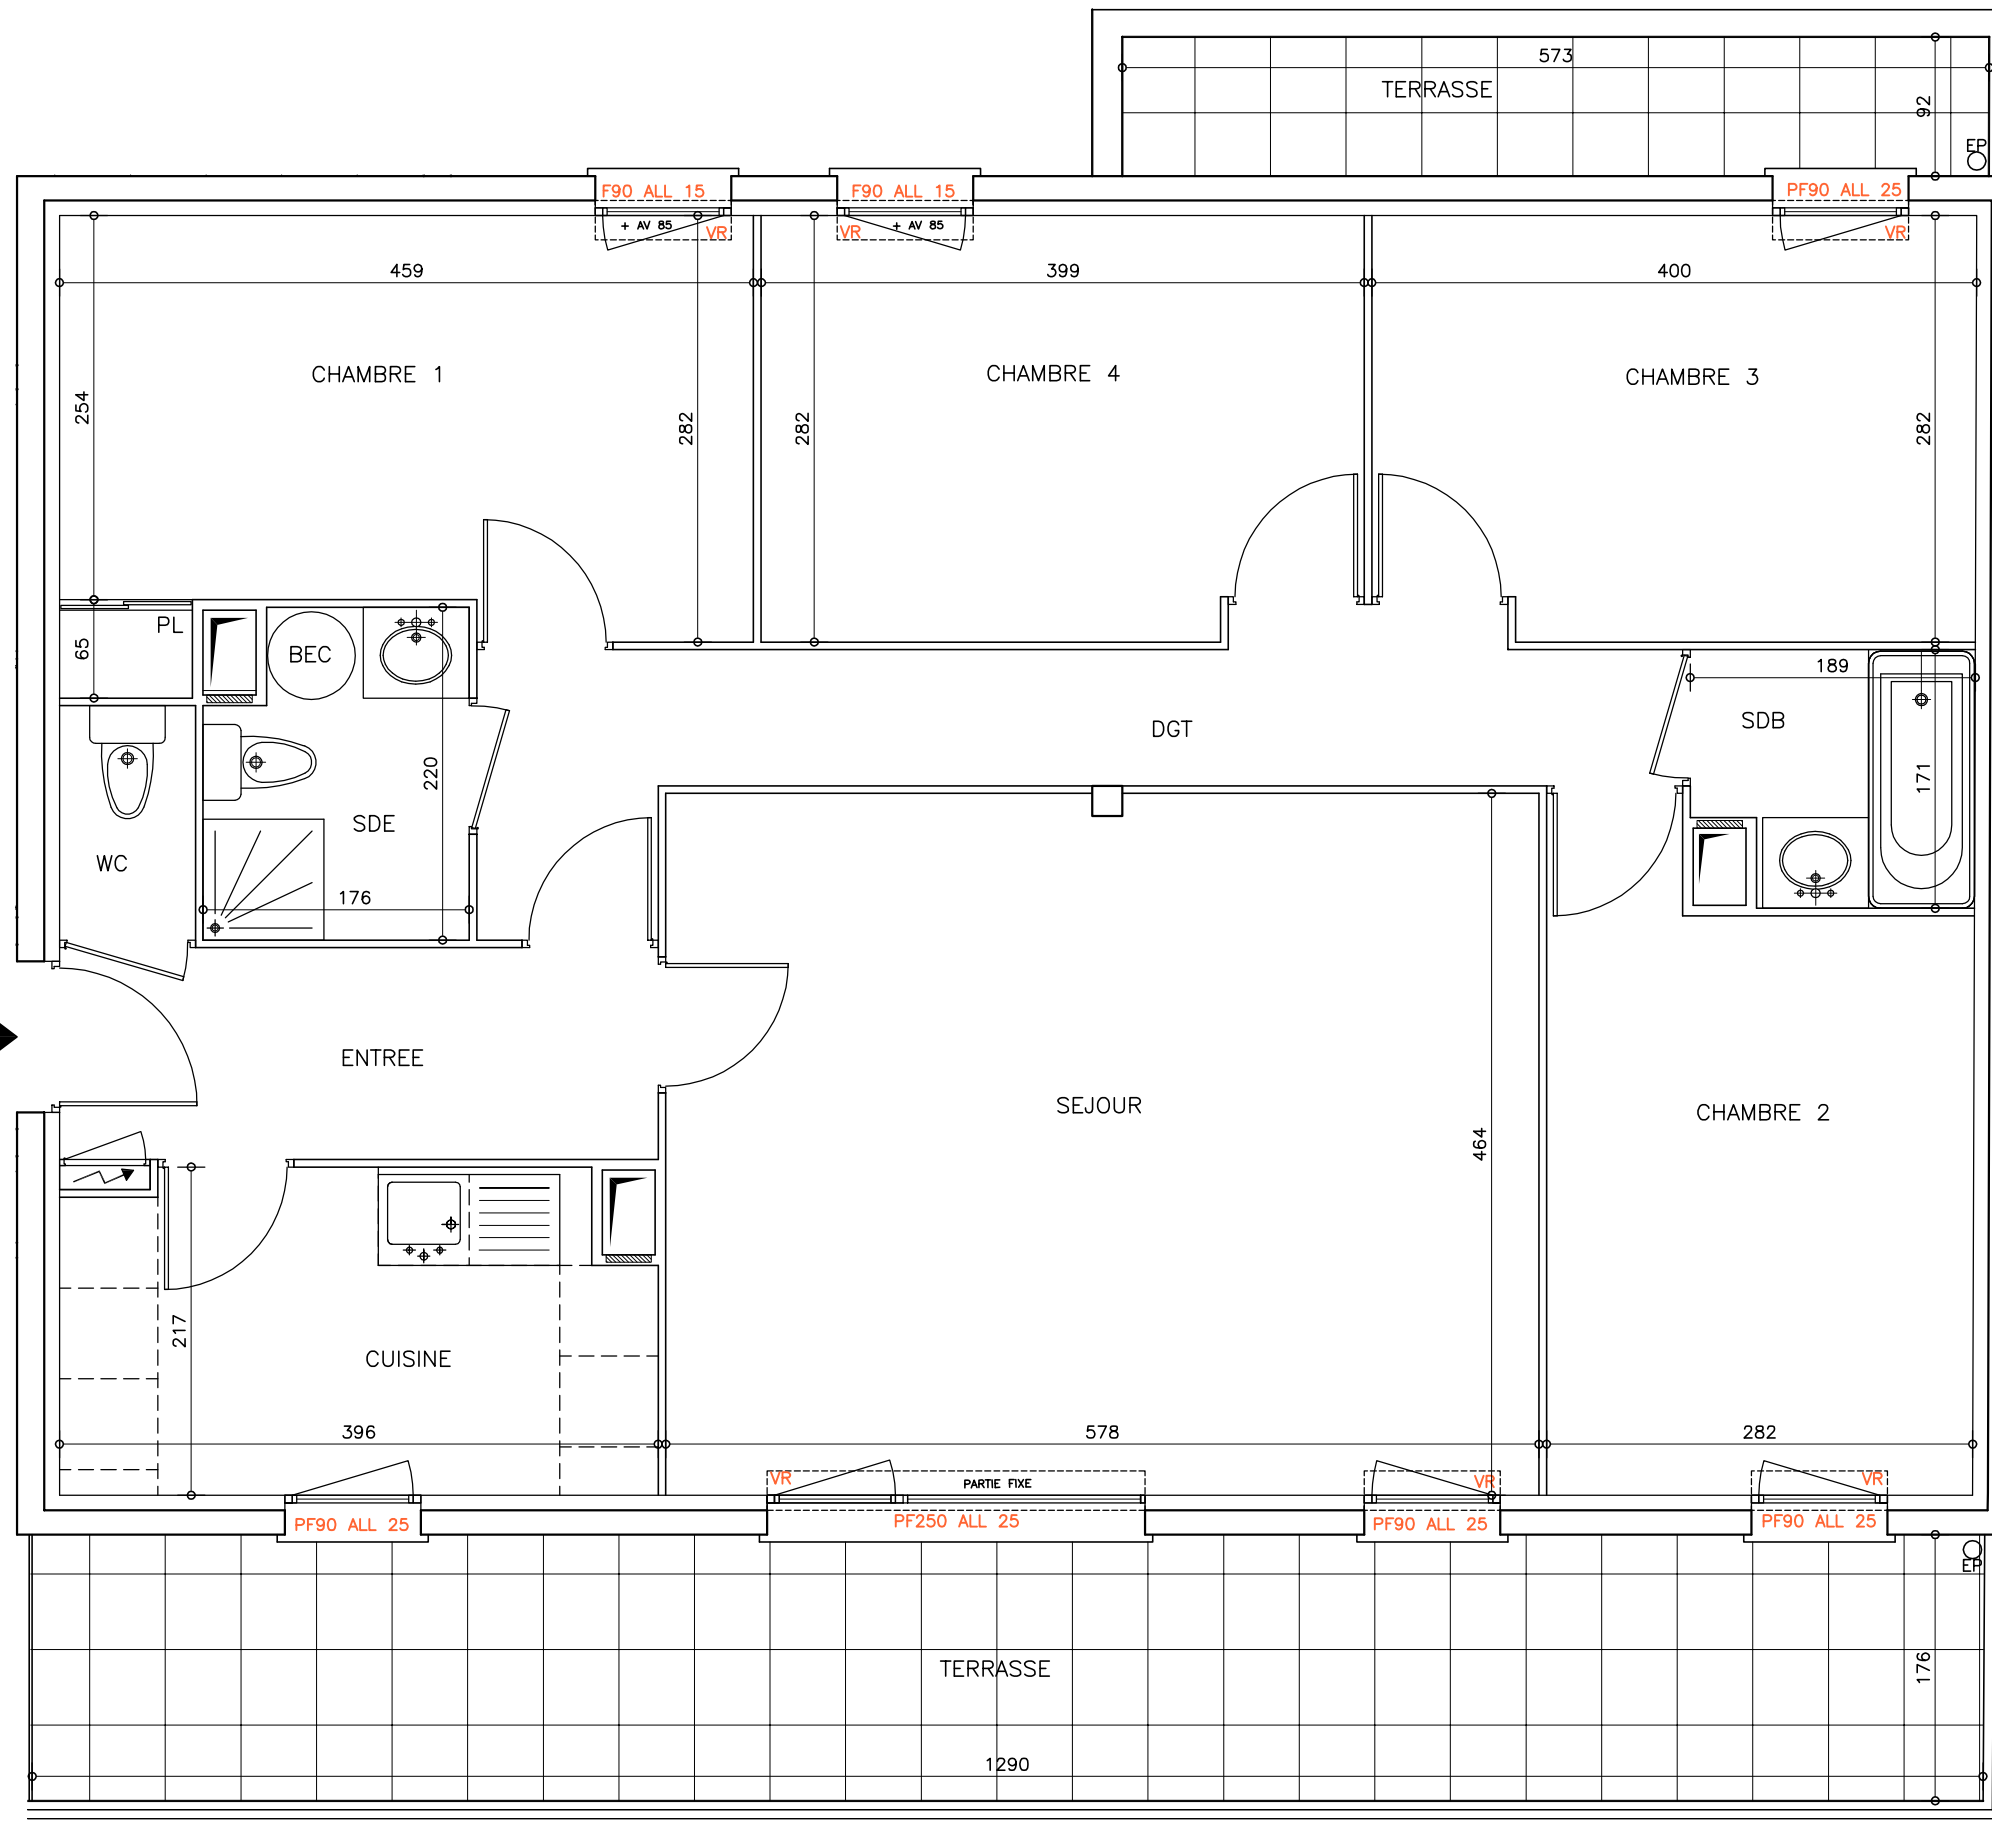 573
TERRASSE
92
EP
F90 ALL 15
F90 ALL 15
PF90 ALL 25
+ AV 85
VR
VR
+ AV 85
VR
459
399
400
CHAMBRE 1
CHAMBRE 4
CHAMBRE 3
254
282
282
282
PL
65
BEC
189
SDB
DGT
220
171
SDE
WC
176
ENTREE
SEJOUR
CHAMBRE 2
464
217
CUISINE
396
578
282
VR
PARTIE FIXE
VR
VR
PF90 ALL 25
PF250 ALL 25
PF90 ALL 25
PF90 ALL 25
EP
TERRASSE
176
1290